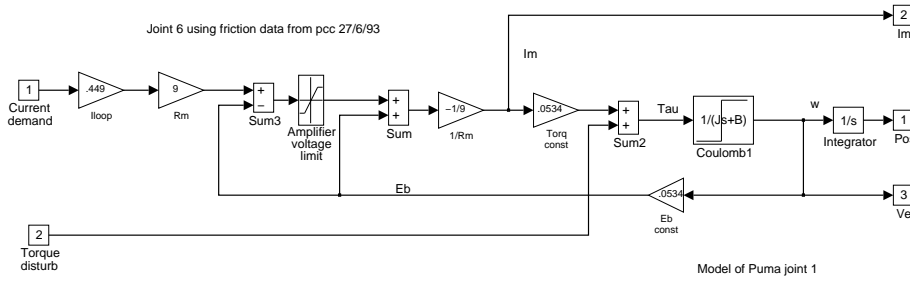 Joint 6 using friction data from pcc 27/6/93
2
Im
Im
1
Current
demand
.449
Iloop
9
Rm
+
−
Sum3
Amplifier
voltage
limit
+
+
Sum
−1/9
1/Rm
.0534
Torq
const
+
+
Sum2
Tau
1/(Js+B)
Coulomb1
w
1/s
Integrator
1
Pos
Eb
.0534
Eb
const
3
Ve
2
Torque
disturb
Model of Puma joint 1